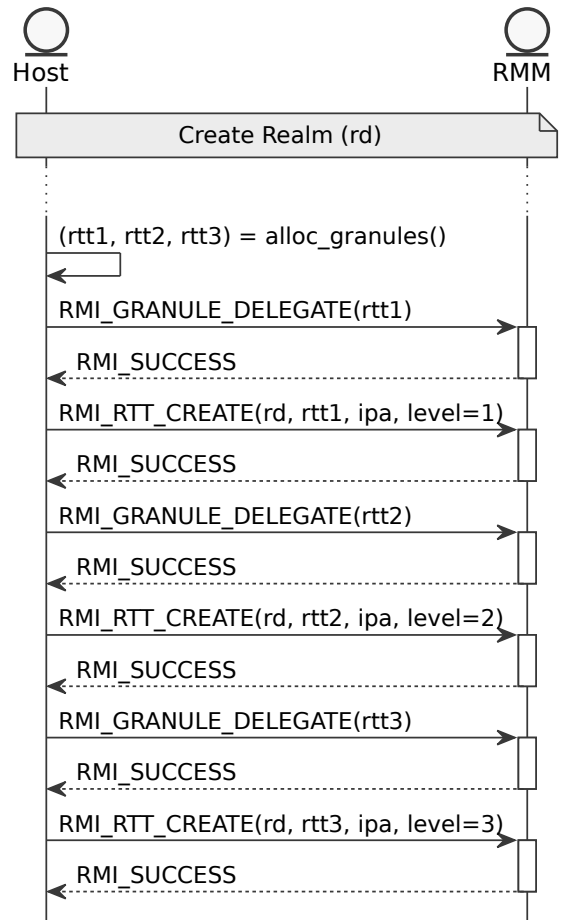 Host RMM
Create Realm (rd)
(rtt1, rtt2, rtt3) = alloc_granules()
RMI_GRANULE_DELEGATE(rtt1)
RMI_SUCCESS
RMI_RTT_CREATE(rd, rtt1, ipa, level=1)
RMI_SUCCESS
RMI_GRANULE_DELEGATE(rtt2)
RMI_SUCCESS
RMI_RTT_CREATE(rd, rtt2, ipa, level=2)
RMI_SUCCESS
RMI_GRANULE_DELEGATE(rtt3)
RMI_SUCCESS
RMI_RTT_CREATE(rd, rtt3, ipa, level=3)
RMI_SUCCESS